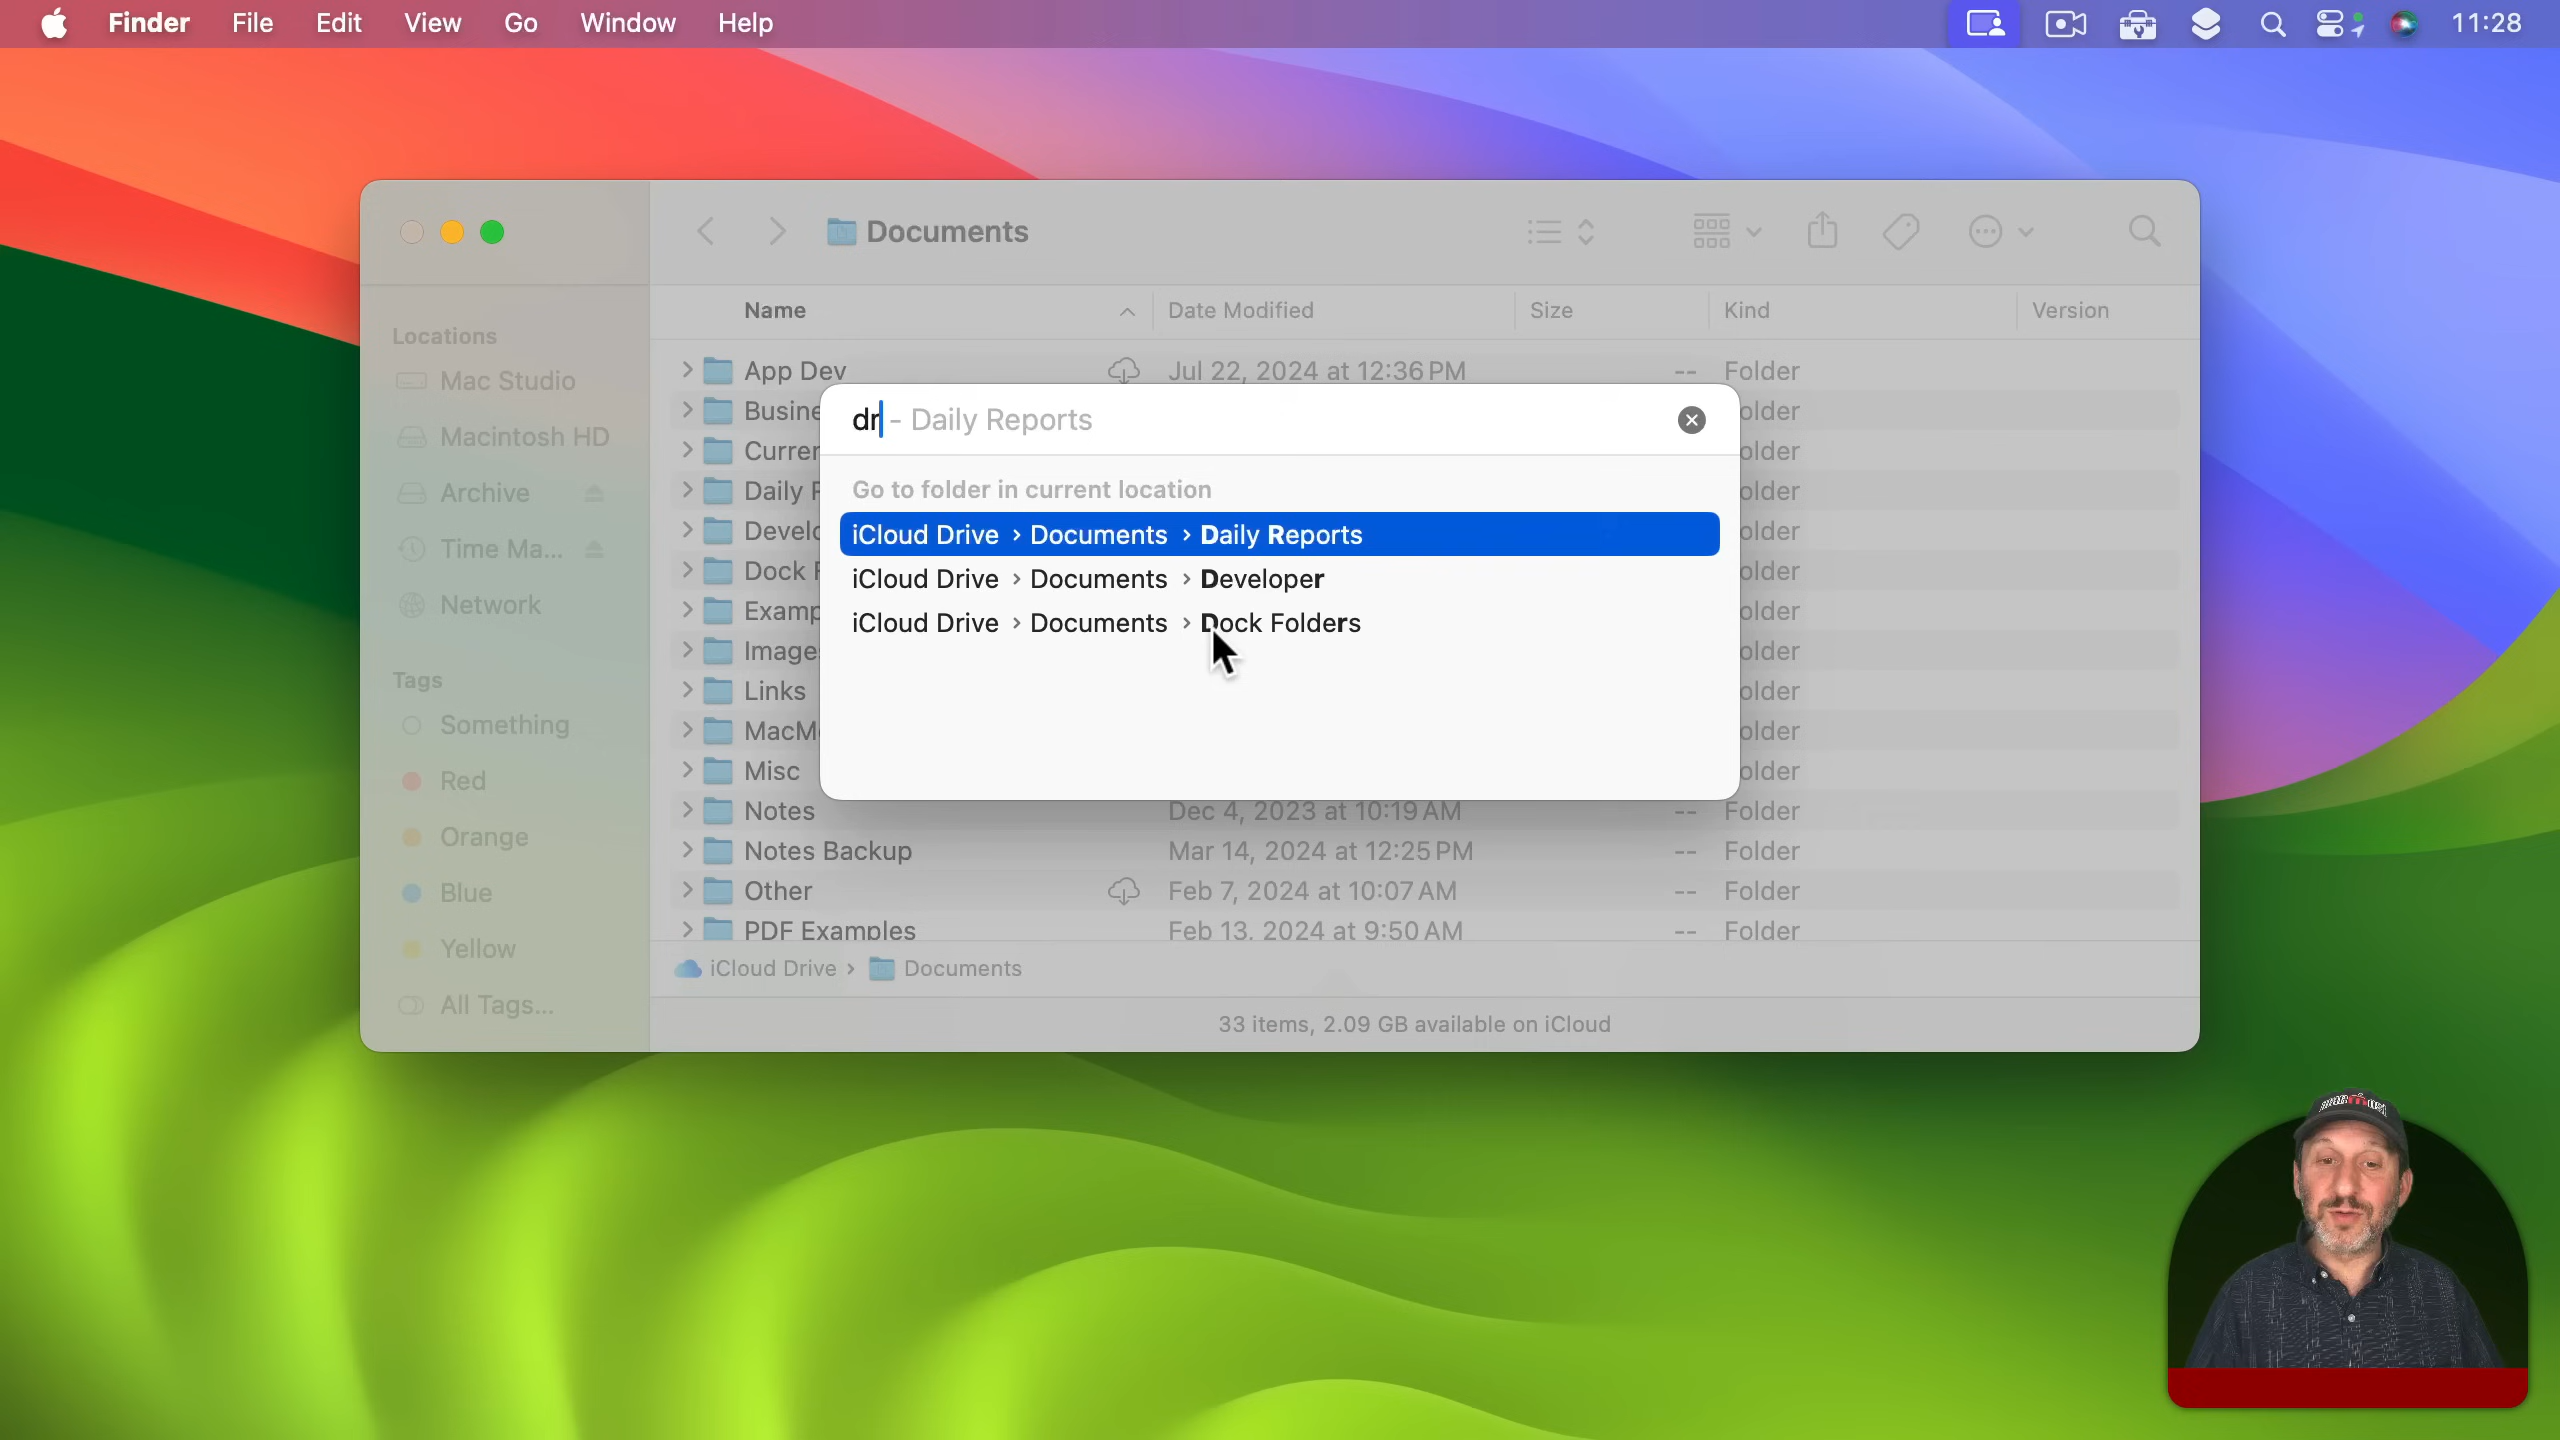 Finder File Edit View Go Window Help 11:28
Documents
Name Date Modified Size Kind Version
Locations
Mac Studio
Macintosh HD
Archive
Time Ma...
Network
Tags
Something
Red
Orange
Blue
Yellow
All Tags...
App Dev Jul 22, 2024 at 12:36 PM -- Folder
dr - Daily Reports
Go to folder in current location
iCloud Drive › Documents › Daily Reports
iCloud Drive › Documents › Developer
iCloud Drive › Documents › Dock Folders
Links
Misc
Notes Dec 4, 2023 at 10:19 AM -- Folder
Notes Backup Mar 14, 2024 at 12:25 PM -- Folder
Other Feb 7, 2024 at 10:07 AM -- Folder
PDF Examples Feb 13, 2024 at 9:50 AM -- Folder
iCloud Drive › Documents
33 items, 2.09 GB available on iCloud